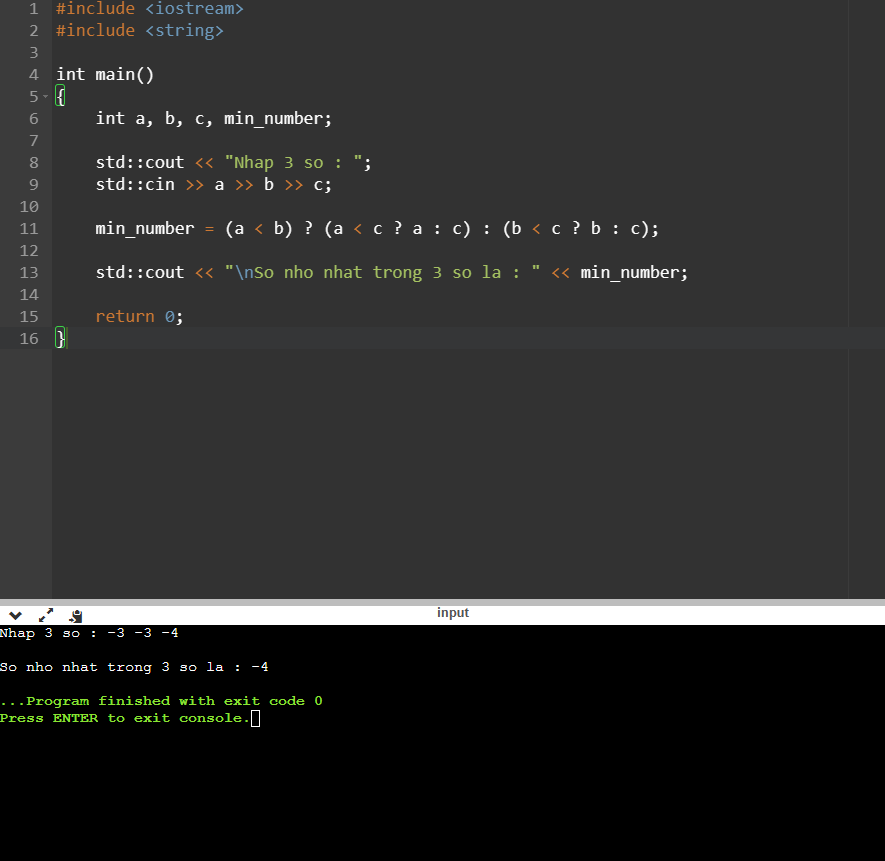 1 #include <iostream>
2 #include <string>
3
4 int main()
5 {
6     int a, b, c, min_number;
7
8     std::cout << "Nhap 3 so : ";
9     std::cin >> a >> b >> c;
10
11     min_number = (a < b) ? (a < c ? a : c) : (b < c ? b : c);
12
13     std::cout << "\nSo nho nhat trong 3 so la : " << min_number;
14
15     return 0;
16 }
input
Nhap 3 so : -3 -3 -4
So nho nhat trong 3 so la : -4
...Program finished with exit code 0
Press ENTER to exit console.